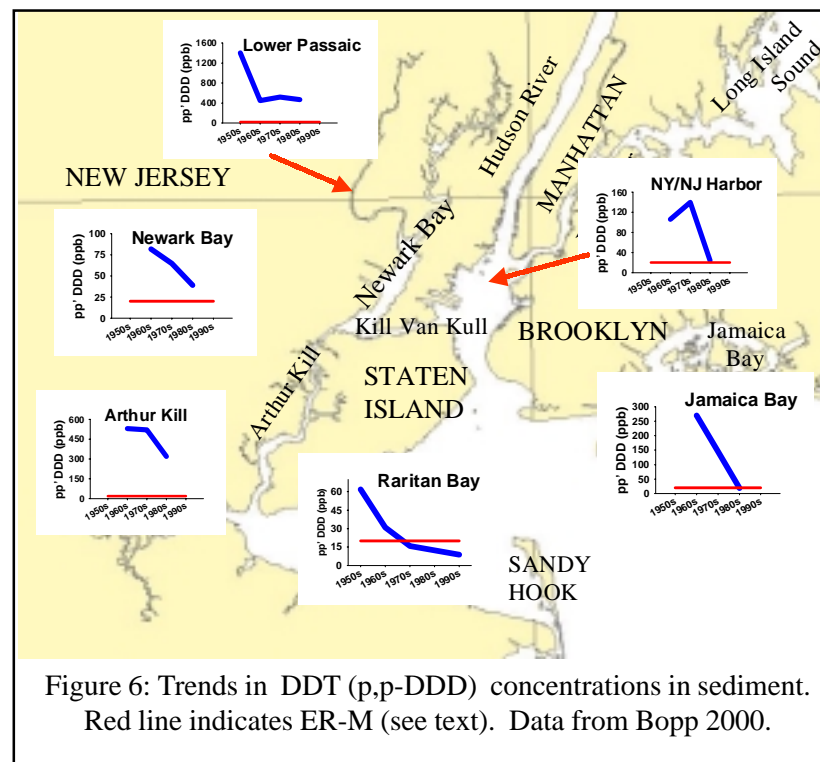 Lower Passaic
pp' DDD (ppb)
1600
1200
800
400
0
1950s
1960s
1970s
1980s
1990s
Hudson River
MANHATTAN
Long Island
Sound
NEW JERSEY
NY/NJ Harbor
pp' DDD (ppb)
160
120
80
40
0
1950s
1960s
1970s
1980s
1990s
Newark Bay
pp' DDD (ppb)
100
75
50
25
0
1950s
1960s
1970s
1980s
1990s
Newark Bay
Kill Van Kull
BROOKLYN
Jamaica
Bay
STATEN
ISLAND
Arthur Kill
Arthur Kill
pp' DDD (ppb)
600
450
300
150
0
1950s
1960s
1970s
1980s
1990s
Jamaica Bay
pp' DDD (ppb)
300
250
200
150
100
50
0
1950s
1960s
1970s
1980s
1990s
Raritan Bay
pp' DDD (ppb)
60
45
30
15
0
1950s
1960s
1970s
1980s
1990s
SANDY
HOOK
Figure 6: Trends in DDT (p,p-DDD) concentrations in sediment.
Red line indicates ER-M (see text). Data from Bopp 2000.